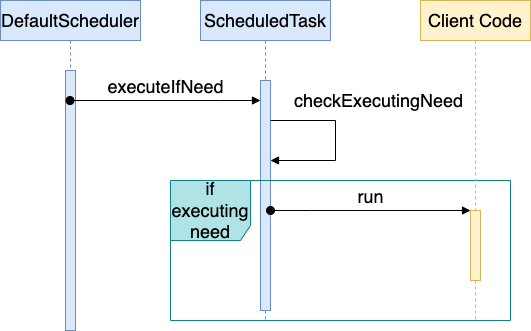 DefaultScheduler
ScheduledTask
Client Code
executeIfNeed
checkExecutingNeed
if
executing
need
run